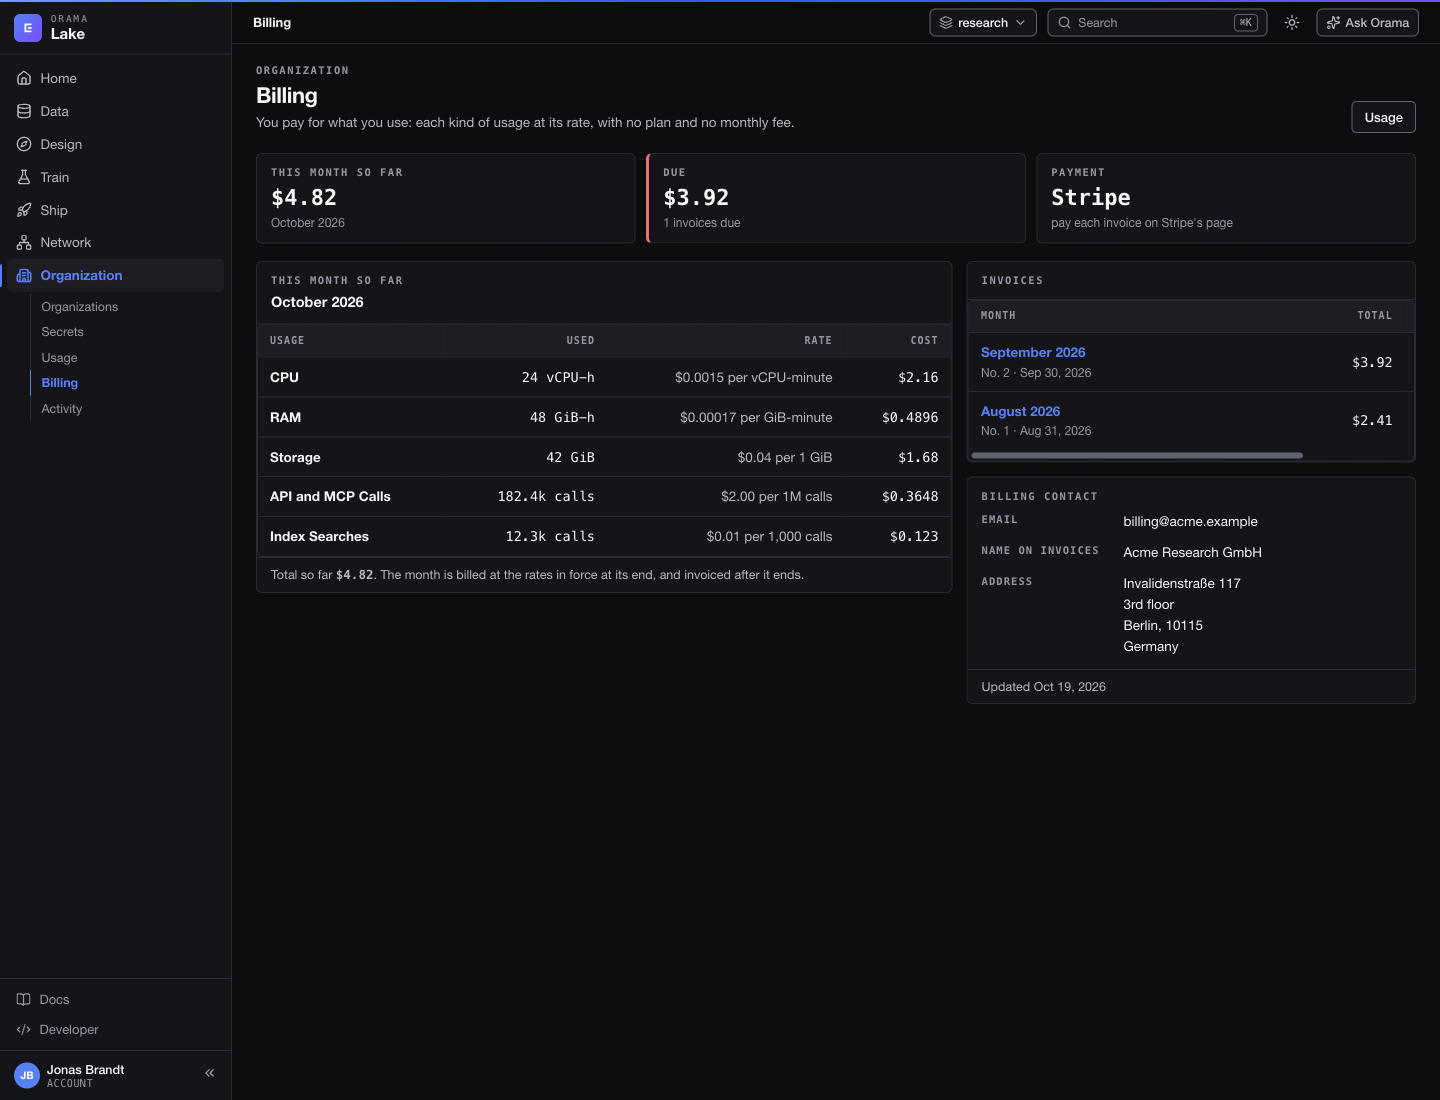 ORAMA
Lake
Home
Data
Design
Train
Ship
Network
Organization
Organizations
Secrets
Usage
Billing
Activity
Docs
Developer
JB
Jonas Brandt
ACCOUNT
Billing
research
Search
⌘K
Ask Orama
ORGANIZATION
Billing
You pay for what you use: each kind of usage at its rate, with no plan and no monthly fee.
Usage
THIS MONTH SO FAR
$4.82
October 2026
DUE
$3.92
1 invoices due
PAYMENT
Stripe
pay each invoice on Stripe's page
THIS MONTH SO FAR
October 2026
USAGE USED RATE COST
CPU 24 vCPU-h $0.0015 per vCPU-minute $2.16
RAM 48 GiB-h $0.00017 per GiB-minute $0.4896
Storage 42 GiB $0.04 per 1 GiB $1.68
API and MCP Calls 182.4k calls $2.00 per 1M calls $0.3648
Index Searches 12.3k calls $0.01 per 1,000 calls $0.123
Total so far $4.82. The month is billed at the rates in force at its end, and invoiced after it ends.
INVOICES
MONTH TOTAL
September 2026
No. 2 · Sep 30, 2026
$3.92
August 2026
No. 1 · Aug 31, 2026
$2.41
BILLING CONTACT
EMAIL billing@acme.example
NAME ON INVOICES Acme Research GmbH
ADDRESS Invalidenstraße 117
3rd floor
Berlin, 10115
Germany
Updated Oct 19, 2026